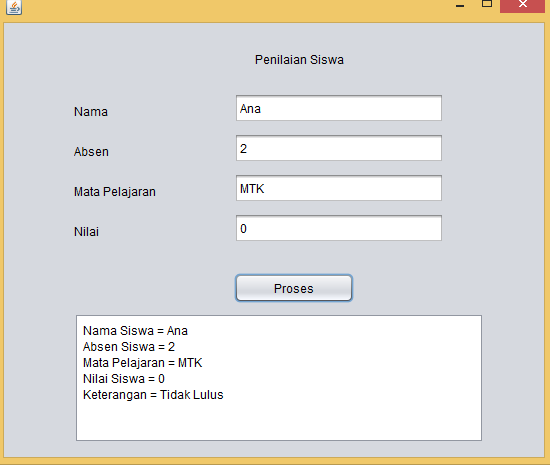 Penilaian Siswa
Nama Ana
Absen 2
Mata Pelajaran MTK
Nilai 0
Proses
Nama Siswa = Ana
Absen Siswa = 2
Mata Pelajaran = MTK
Nilai Siswa = 0
Keterangan = Tidak Lulus